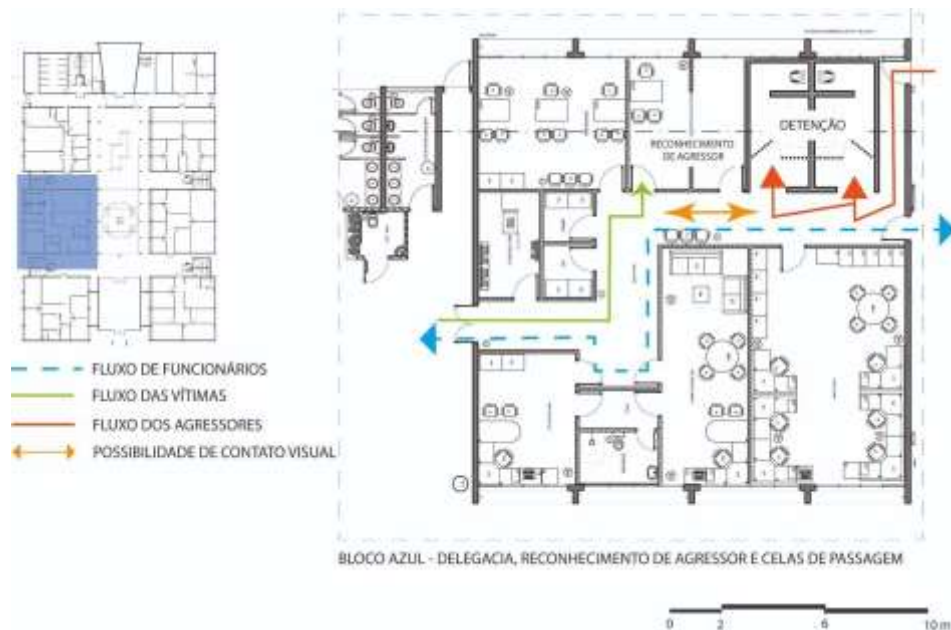 RECONHECIMENTO
DE AGRESSOR
DETENÇÃO
FLUXO DE FUNCIONÁRIOS
FLUXO DAS VÍTIMAS
FLUXO DOS AGRESSORES
POSSIBILIDADE DE CONTATO VISUAL
BLOCO AZUL - DELEGACIA, RECONHECIMENTO DE AGRESSOR E CELAS DE PASSAGEM
0 2 6 10 m